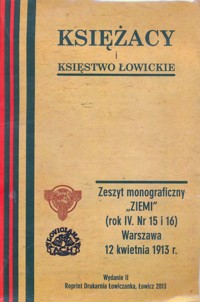 KSIĘŻACY
i
KSIĘSTWO ŁOWICKIE
Zeszyt monograficzny
„ZIEMI"
(rok IV. Nr 15 i 16)
Warszawa
12 kwietnia 1913 r.
Wydanie II
Reprint Drukarnia Łowiczanka, Łowicz 2013